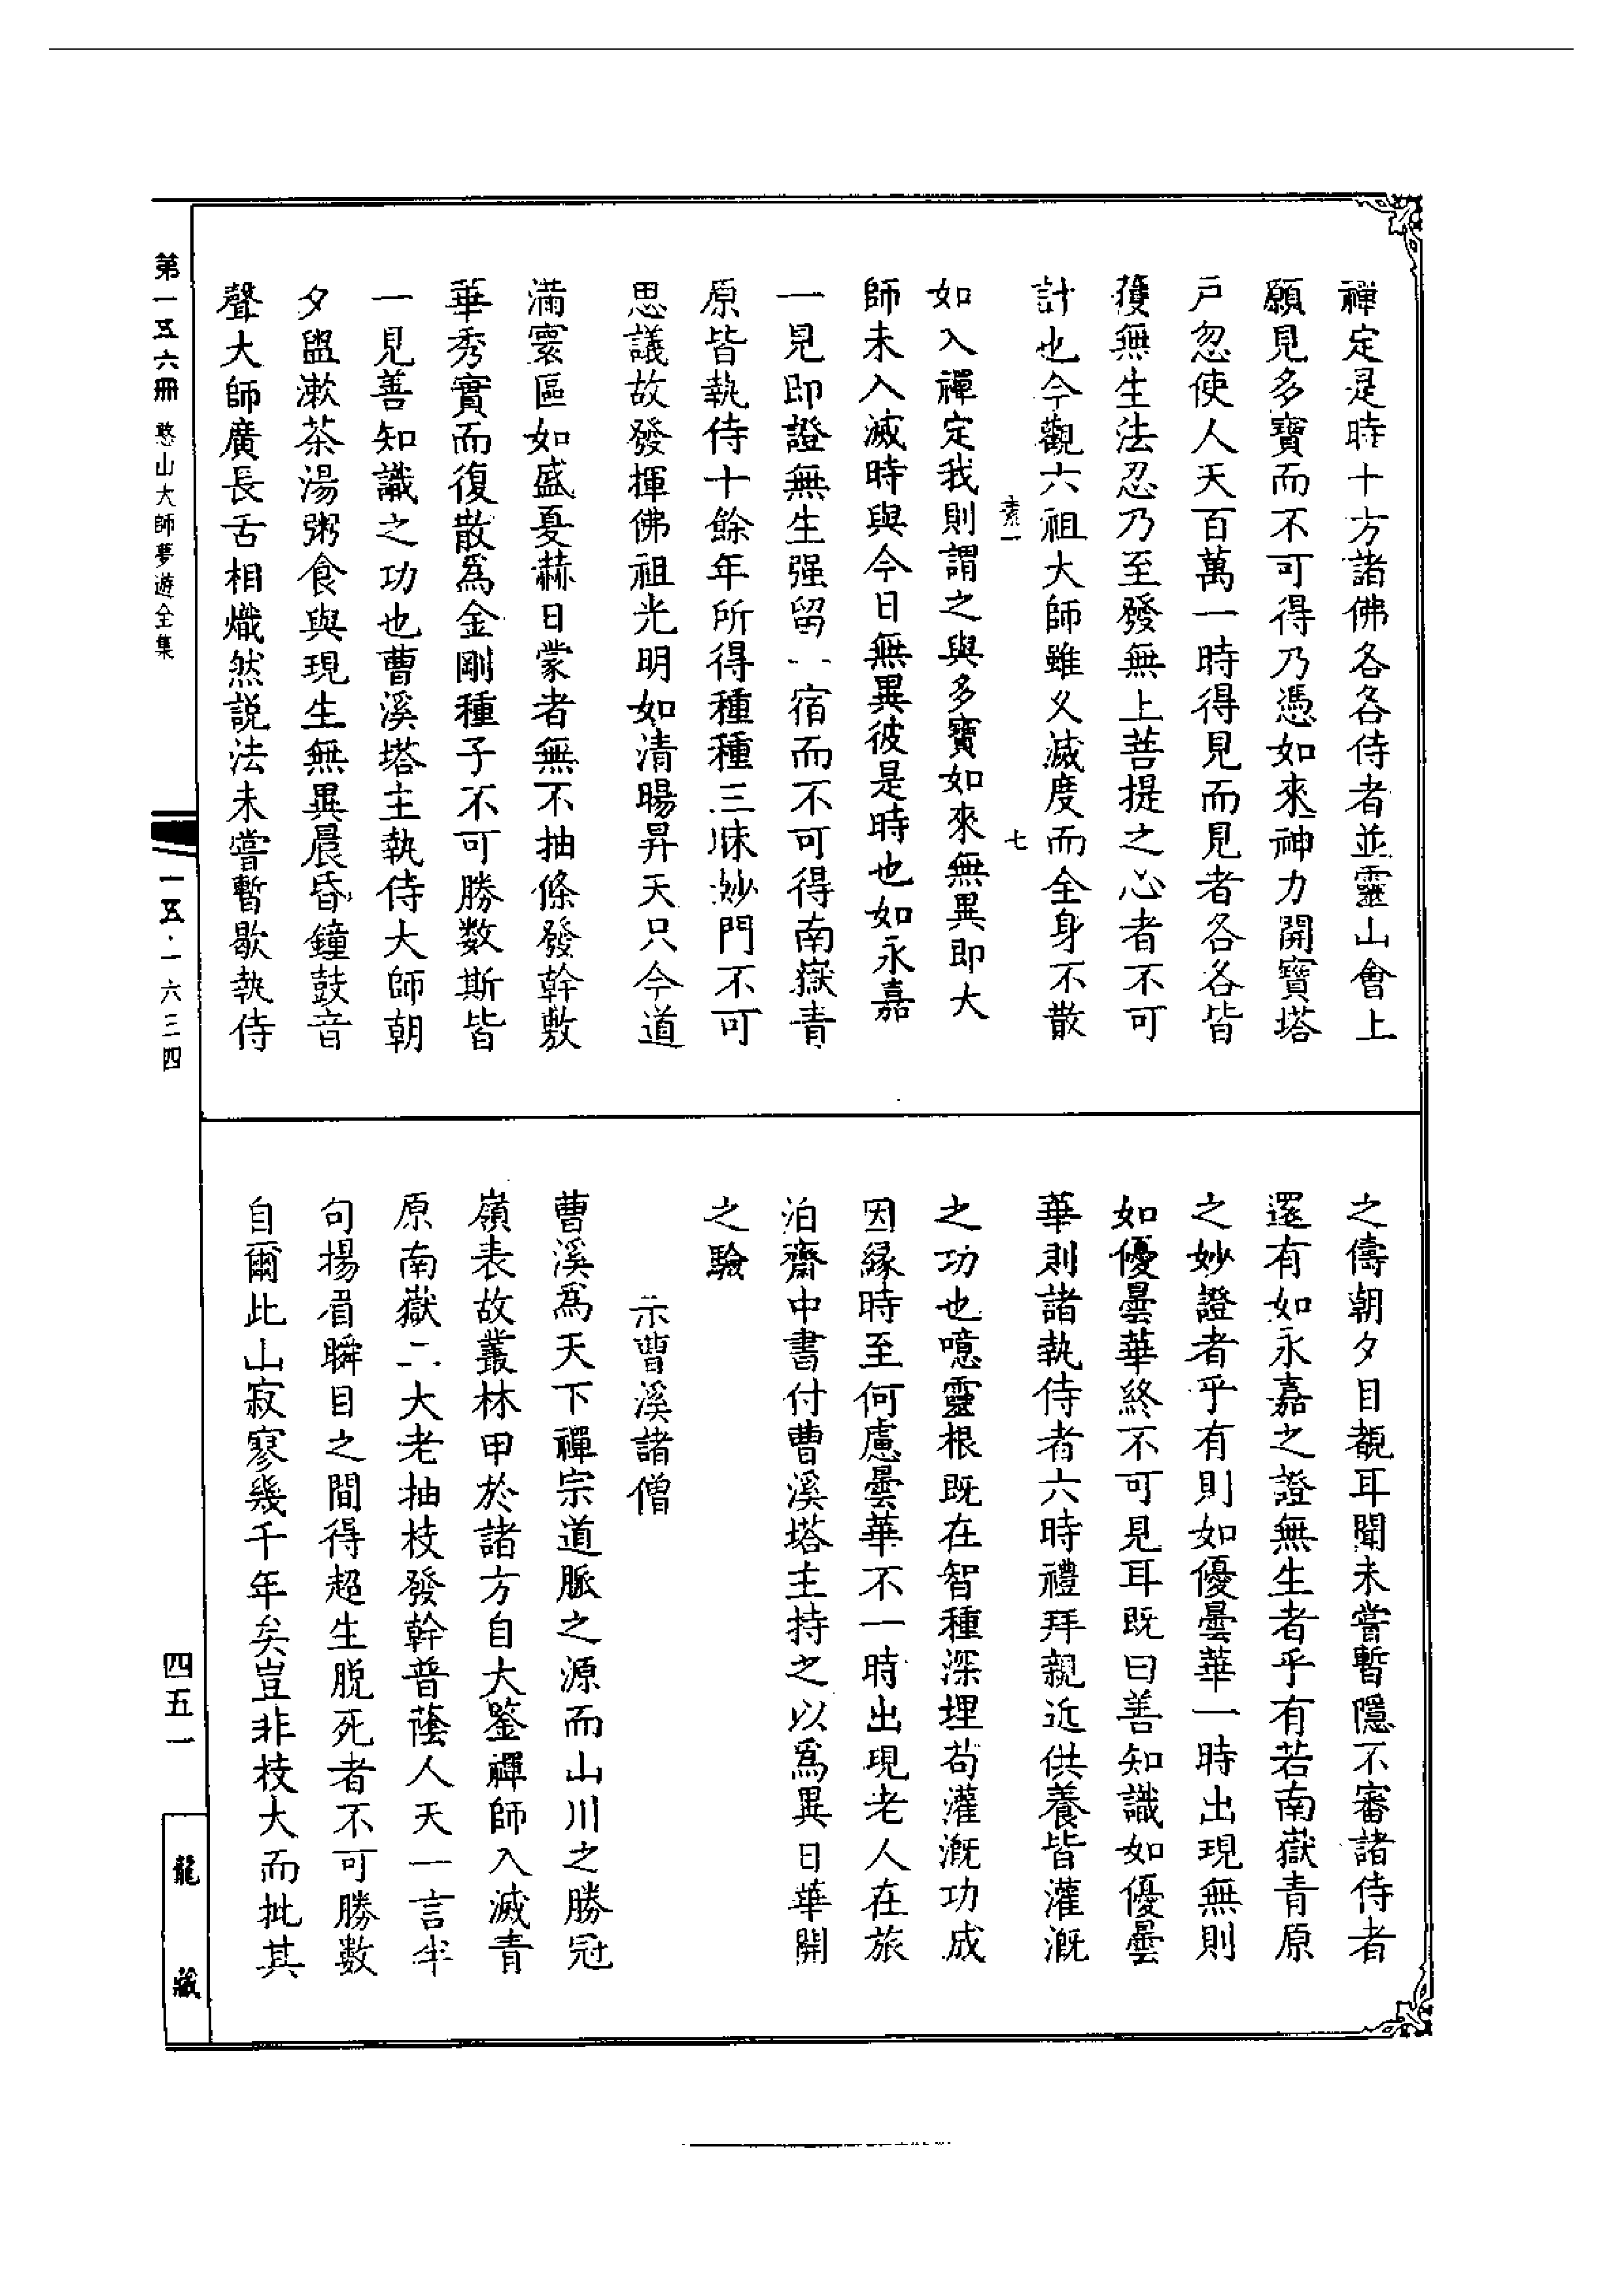 禪定是時十方諸佛各各侍者並靈山會上
願見多寶而不可得乃憑如來神力開寶塔
戶忽使人天百萬一時得見而見者各各皆
獲無生法忍乃至發無上菩提之心者不可
計也今觀六祖大師雖久滅度而全身不散
素一 七
如入禪定我則謂之與多寶如來無異即大
師未入滅時與今日無異彼是時也如永嘉
一見即證無生强留一宿而不可得南嶽青
原皆執侍十餘年所得種種三昧妙門不可
思議故發揮佛祖光明如清暘昇天只今道
滿寰區如盛夏赫日蒙者無不抽條發幹敷
華秀實而復散爲金剛種子不可勝數斯皆
一見善知識之功也曹溪塔主執侍大師朝
夕盥漱茶湯粥食與現生無異晨昏鐘鼓音
聲大師廣長舌相熾然説法未嘗暫歇執侍
之儔朝夕目覩耳聞未嘗暫隱不審諸侍者
還有如永嘉之證無生者乎有若南嶽青原
之妙證者乎有則如優曇華一時出現無則
如優曇華終不可見耳既曰善知識如優曇
華則諸執侍者六時禮拜親近供養皆灌漑
之功也噫靈根既在智種深埋苟灌漑功成
因緣時至何慮曇華不一時出現老人在旅
泊齋中書付曹溪塔主持之以爲異日華開
之驗
示曹溪諸僧
曹溪爲天下禪宗道脈之源而山川之勝冠
嶺表故叢林甲於諸方自大鑒禪師入滅青
原南嶽二大老抽枝發幹普蔭人天一言半
句揚眉瞬目之間得超生脱死者不可勝數
自爾此山寂寥幾千年矣豈非枝大而批其
第一五六冊 憨山大師夢遊全集
一五·一六三四
四五一
龍藏